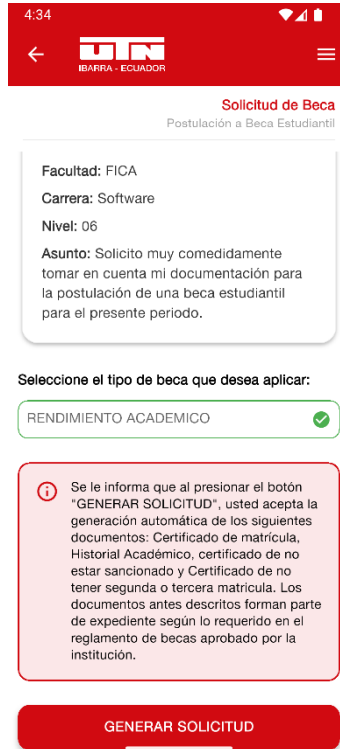 4:34
UTN
IBARRA - ECUADOR
Solicitud de Beca
Postulación a Beca Estudiantil
Facultad: FICA
Carrera: Software
Nivel: 06
Asunto: Solicito muy comedidamente
tomar en cuenta mi documentación para
la postulación de una beca estudiantil
para el presente periodo.
Seleccione el tipo de beca que desea aplicar:
RENDIMIENTO ACADEMICO
Se le informa que al presionar el botón
"GENERAR SOLICITUD", usted acepta la
generación automática de los siguientes
documentos: Certificado de matrícula,
Historial Académico, certificado de no
estar sancionado y Certificado de no
tener segunda o tercera matricula. Los
documentos antes descritos forman parte
de expediente según lo requerido en el
reglamento de becas aprobado por la
institución.
GENERAR SOLICITUD